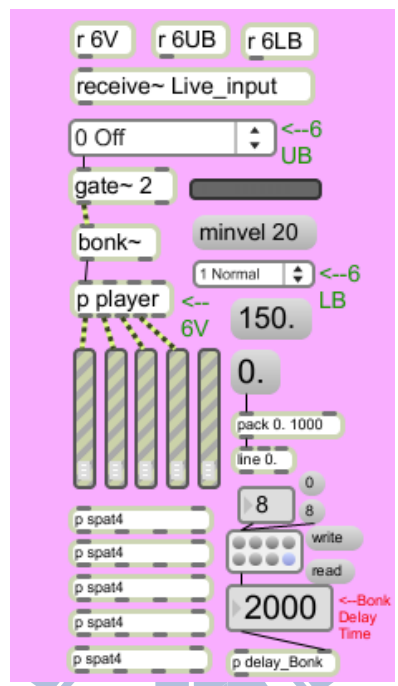 r 6V r 6UB r 6LB
receive~ Live_input
0 Off <--6
UB
gate~ 2
bonk~ minvel 20
1 Normal <--6
LB
p player <--
6V
150.
0.
pack 0. 1000
line 0.
0
8 8
write
read
2000 <--Bonk
Delay
Time
p spat4
p spat4
p spat4
p spat4
p spat4
p delay_Bonk